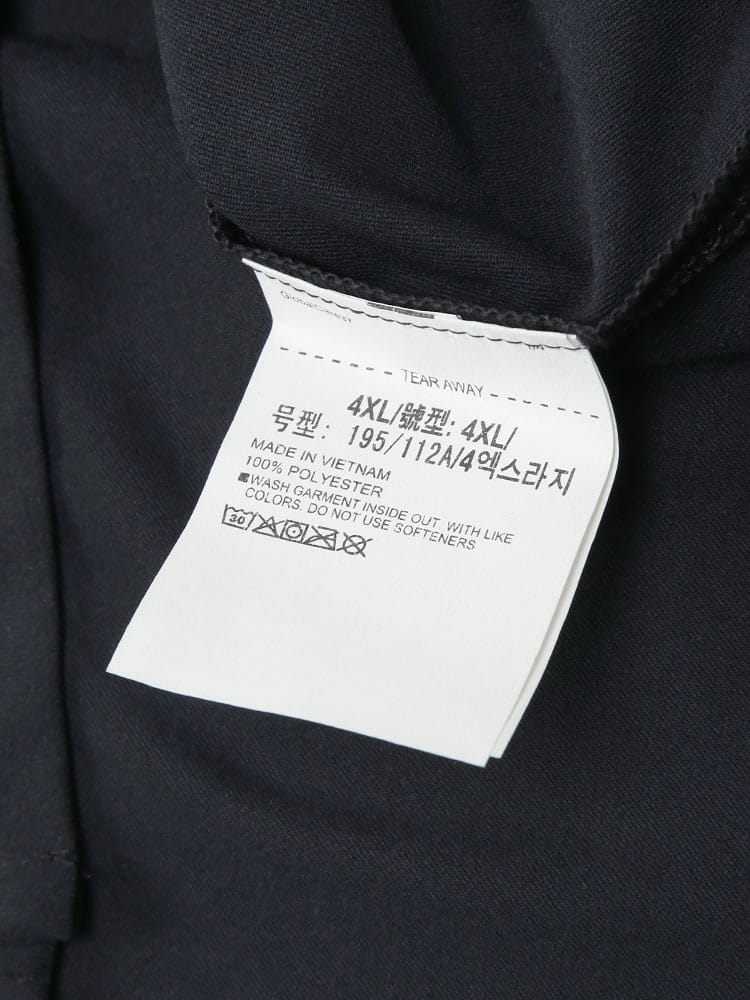 TEAR AWAY
4XL/號型: 4XL/
号型: 195/112A/4엑스라지
MADE IN VIETNAM
100% POLYESTER
WASH GARMENT INSIDE OUT, WITH LIKE
COLORS. DO NOT USE SOFTENERS
30°